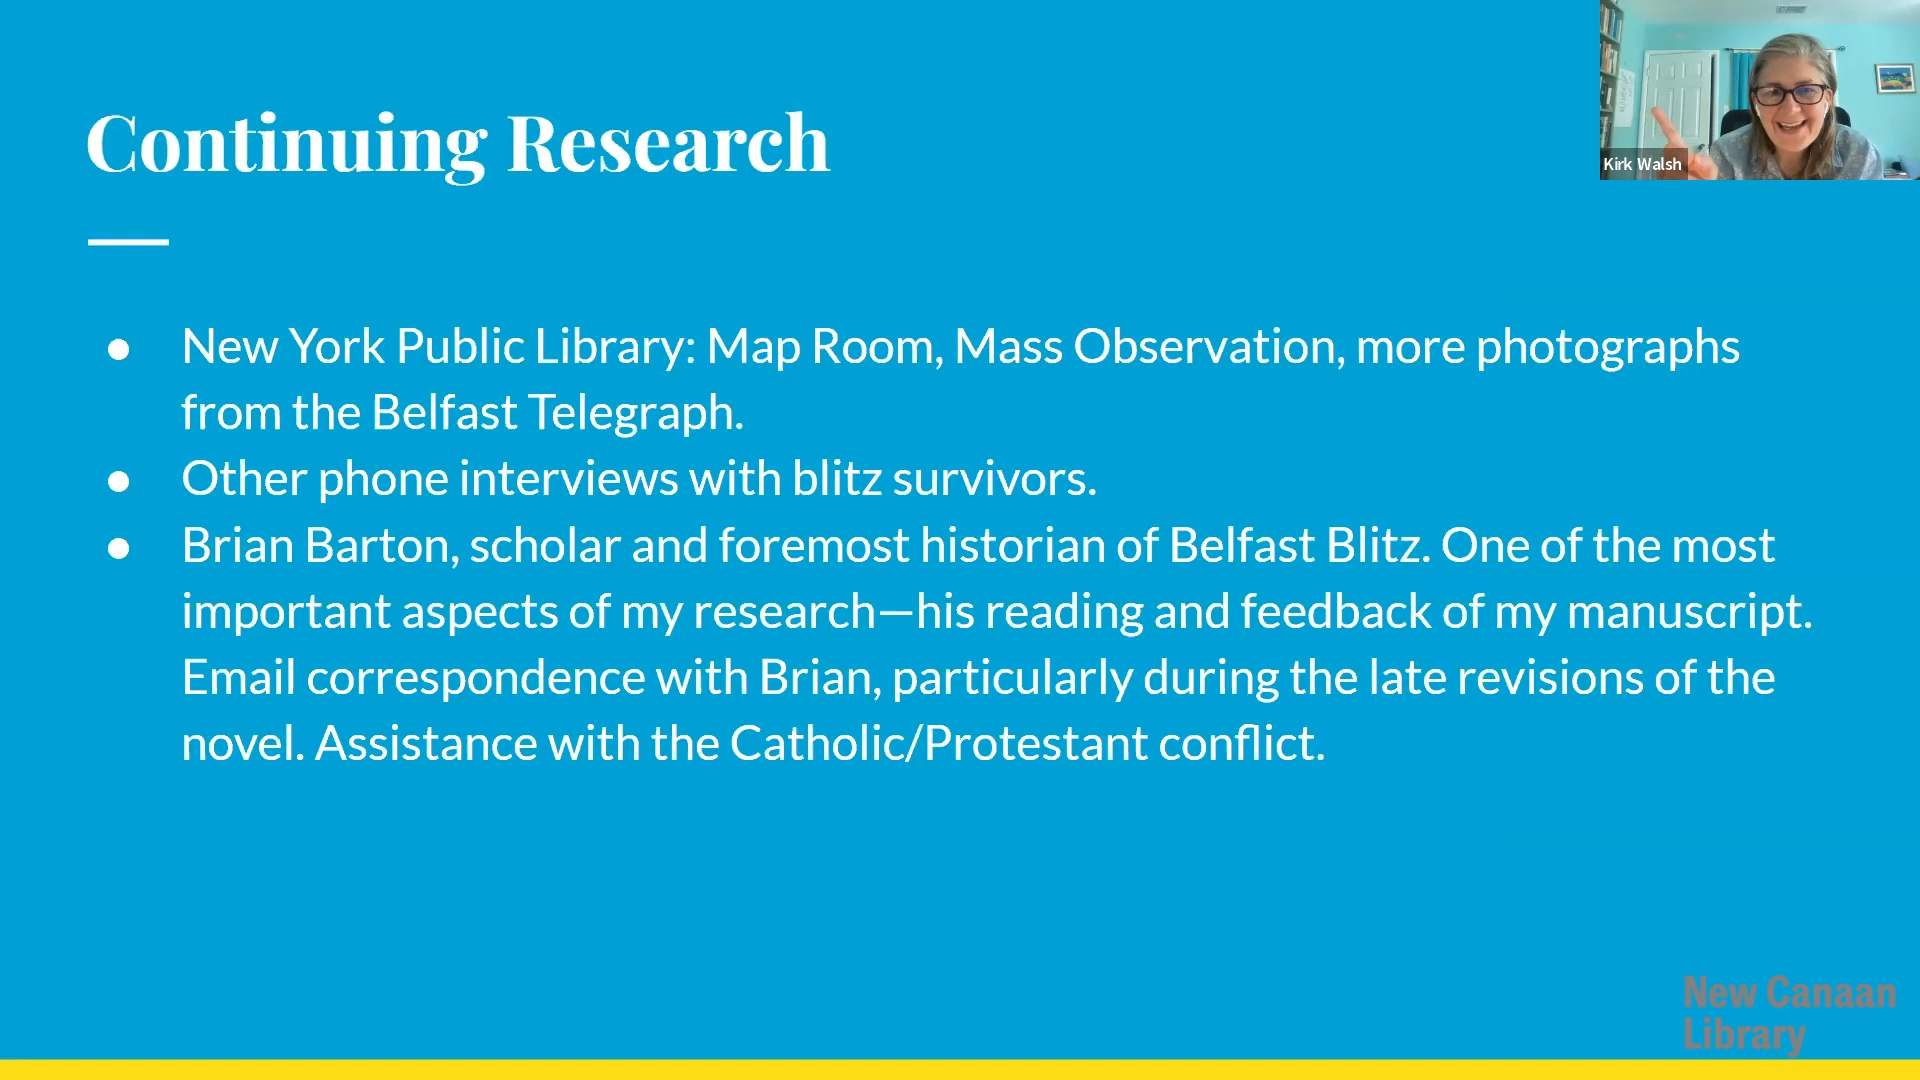 Continuing Research
Kirk Walsh
● New York Public Library: Map Room, Mass Observation, more photographs
from the Belfast Telegraph.
● Other phone interviews with blitz survivors.
● Brian Barton, scholar and foremost historian of Belfast Blitz. One of the most
important aspects of my research—his reading and feedback of my manuscript.
Email correspondence with Brian, particularly during the late revisions of the
novel. Assistance with the Catholic/Protestant conflict.
New Canaan
Library